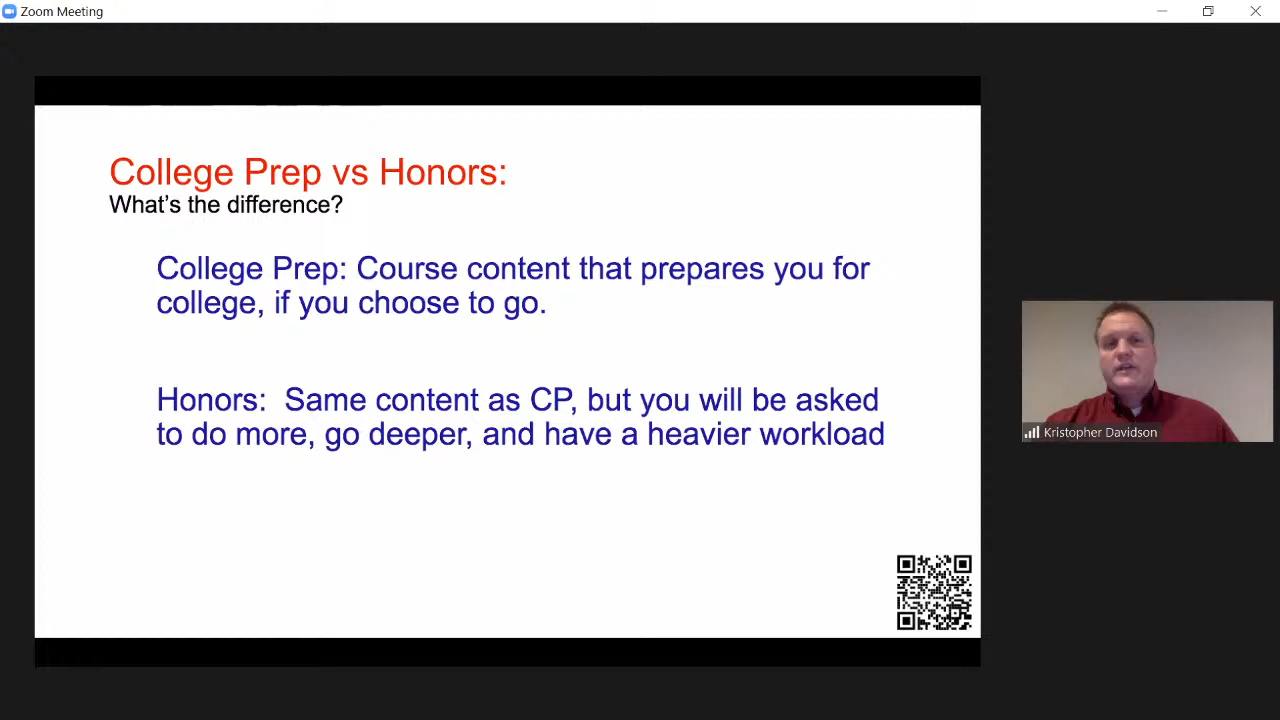 Zoom Meeting
College Prep vs Honors:
What's the difference?
College Prep: Course content that prepares you for
college, if you choose to go.
Honors:  Same content as CP, but you will be asked
to do more, go deeper, and have a heavier workload
Kristopher Davidson